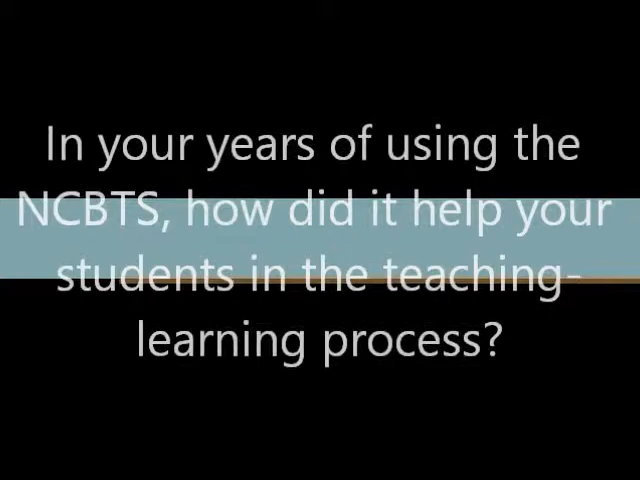 In your years of using the
NCBTS, how did it help your
students in the teaching-
learning process?